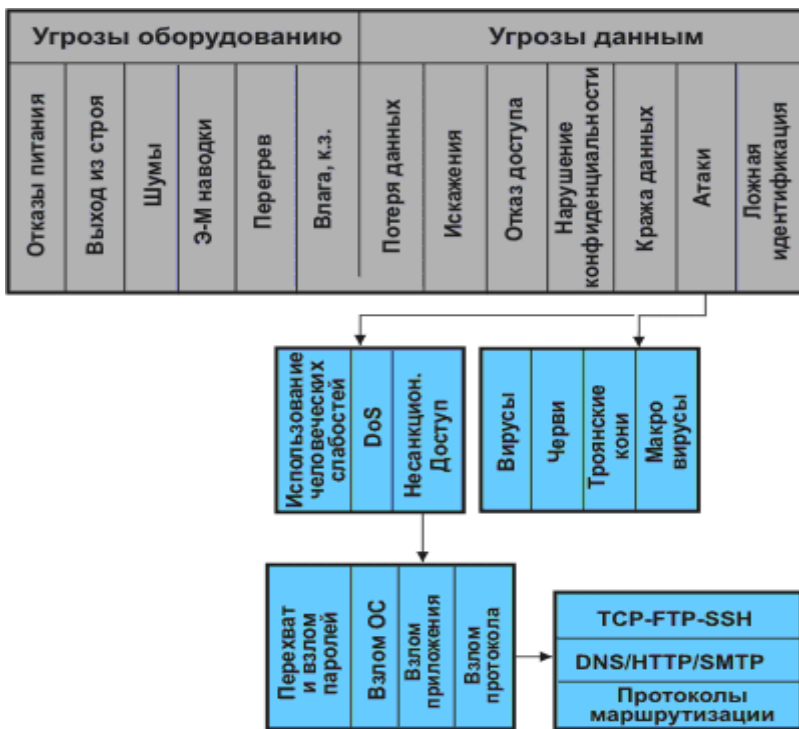 Угрозы оборудованию
Угрозы данным
Отказы питания
Выход из строя
Шумы
Э-М наводки
Перегрев
Влага, к.з.
Потеря данных
Искажения
Отказ доступа
Нарушение
конфиденциальности
Кража данных
Атаки
Ложная
идентификация
Использование
человеческих
слабостей
DoS
Несанкцион.
Доступ
Вирусы
Черви
Троянские
кони
Макро
вирусы
Перехват
и взлом
паролей
Взлом ОС
Взлом
приложения
Взлом
протокола
TCP-FTP-SSH
DNS/HTTP/SMTP
Протоколы
маршрутизации